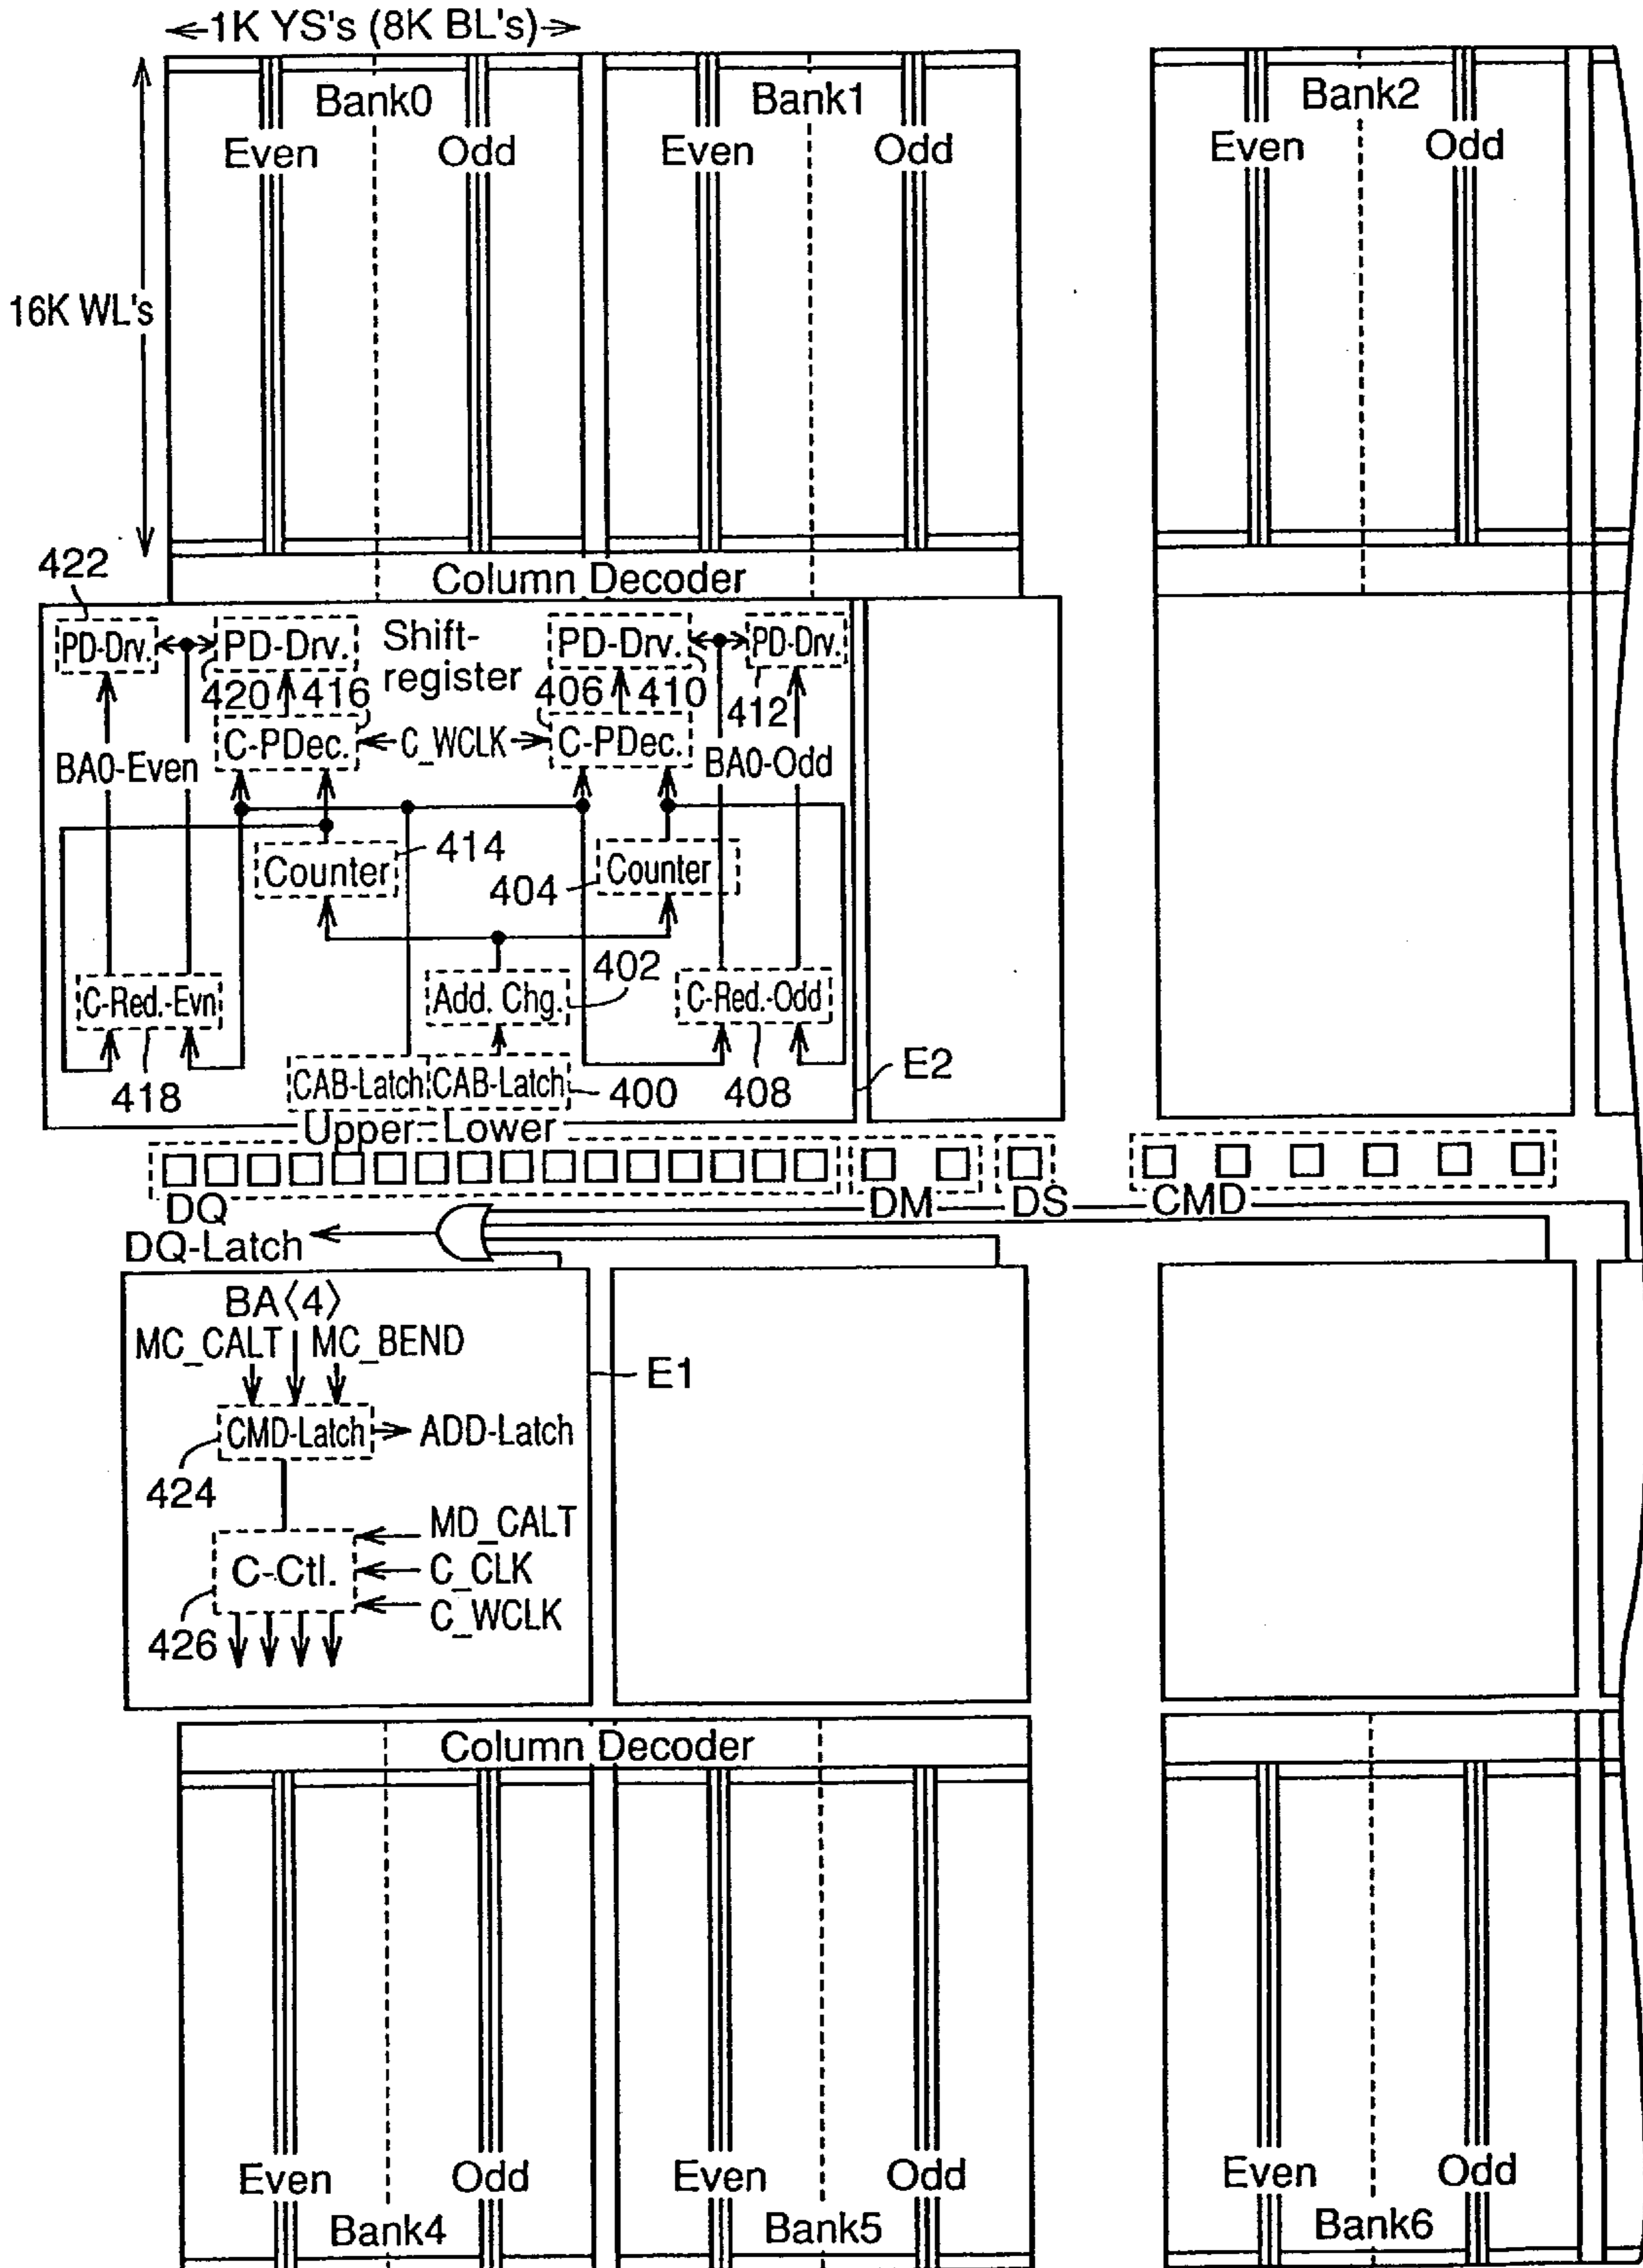 1K YS's (8K BL's)
Bank0 Bank1 Bank2
Even Odd Even Odd Even Odd
16K WL's
422
Column Decoder
PD-Drv. PD-Drv. Shift-register PD-Drv. PD-Drv.
420 416 406 410 412
C-PDec. C_WCLK C-PDec.
BA0-Even BA0-Odd
Counter 414 404 Counter
402
C-Red.-Evn Add. Chg. C-Red.-Odd
E2
418 CAB-Latch CAB-Latch 400 408
Upper Lower
DQ DM DS CMD
DQ-Latch
BA〈4〉
MC_CALT MC_BEND
E1
CMD-Latch ADD-Latch
424
MD_CALT
C-Ctl. C_CLK
C_WCLK
426
Column Decoder
Even Odd Even Odd Even Odd
Bank4 Bank5 Bank6